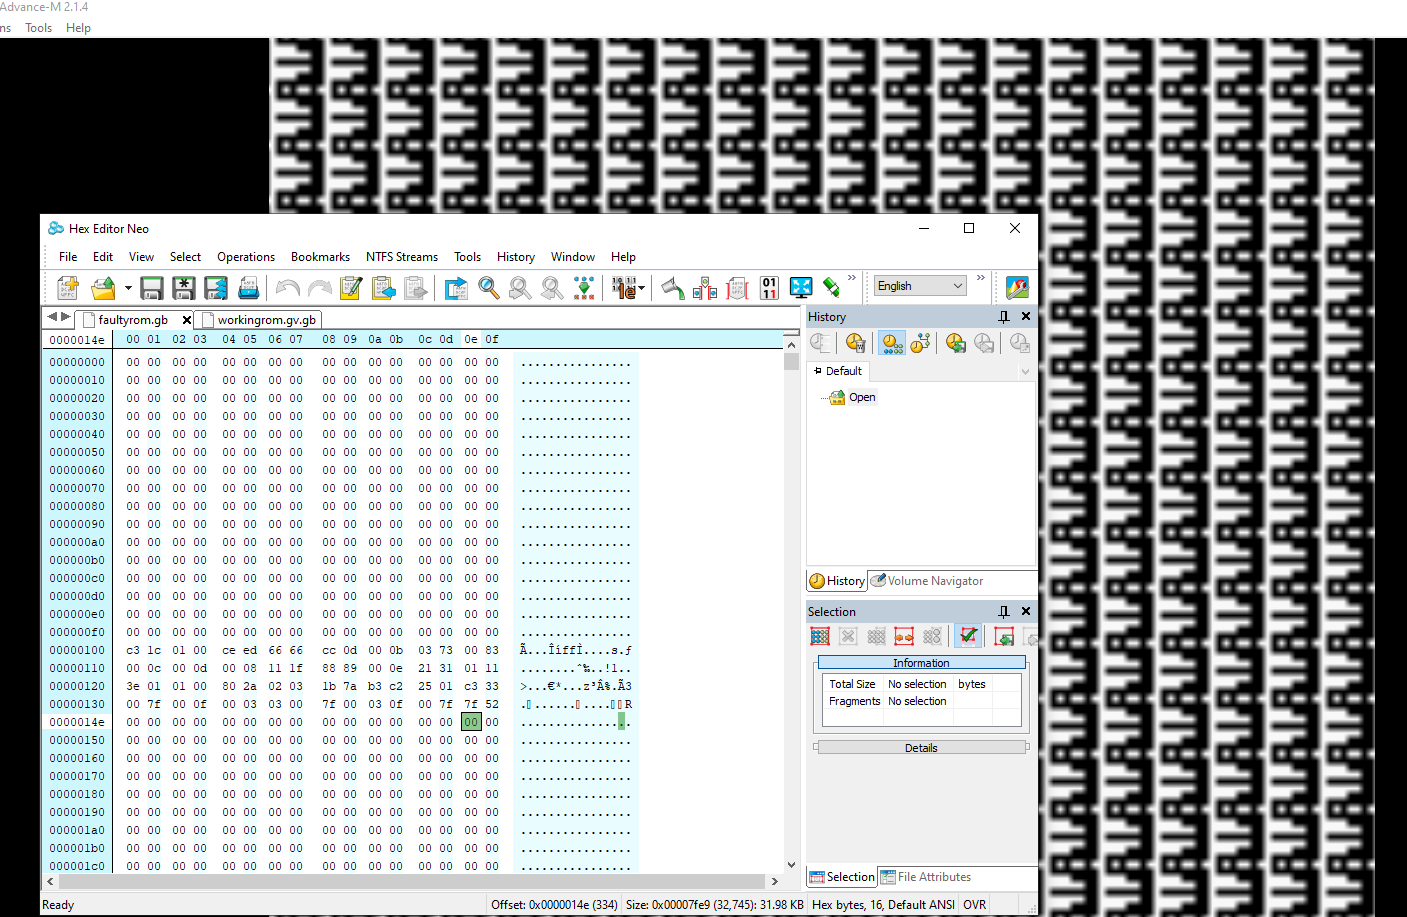 Advance-M 2.1.4
ns Tools Help
Hex Editor Neo
File Edit View Select Operations Bookmarks NTFS Streams Tools History Window Help
English
faultyrom.gb workingrom.gv.gb
0000014e 00 01 02 03 04 05 06 07 08 09 0a 0b 0c 0d 0e 0f
00000000 00 00 00 00 00 00 00 00 00 00 00 00 00 00 00 00 ................
00000010 00 00 00 00 00 00 00 00 00 00 00 00 00 00 00 00 ................
00000020 00 00 00 00 00 00 00 00 00 00 00 00 00 00 00 00 ................
00000030 00 00 00 00 00 00 00 00 00 00 00 00 00 00 00 00 ................
00000040 00 00 00 00 00 00 00 00 00 00 00 00 00 00 00 00 ................
00000050 00 00 00 00 00 00 00 00 00 00 00 00 00 00 00 00 ................
00000060 00 00 00 00 00 00 00 00 00 00 00 00 00 00 00 00 ................
00000070 00 00 00 00 00 00 00 00 00 00 00 00 00 00 00 00 ................
00000080 00 00 00 00 00 00 00 00 00 00 00 00 00 00 00 00 ................
00000090 00 00 00 00 00 00 00 00 00 00 00 00 00 00 00 00 ................
000000a0 00 00 00 00 00 00 00 00 00 00 00 00 00 00 00 00 ................
000000b0 00 00 00 00 00 00 00 00 00 00 00 00 00 00 00 00 ................
000000c0 00 00 00 00 00 00 00 00 00 00 00 00 00 00 00 00 ................
000000d0 00 00 00 00 00 00 00 00 00 00 00 00 00 00 00 00 ................
000000e0 00 00 00 00 00 00 00 00 00 00 00 00 00 00 00 00 ................
000000f0 00 00 00 00 00 00 00 00 00 00 00 00 00 00 00 00 ................
00000100 c3 1c 01 00 ce ed 66 66 cc 0d 00 0b 03 73 00 83 Ã...ÎíffÌ....s.ƒ
00000110 00 0c 00 0d 00 08 11 1f 88 89 00 0e 21 31 01 11 ........ˆ‰..!1..
00000120 3e 01 01 00 80 2a 02 03 1b 7a b3 c2 25 01 c3 33 >...€*...z³Â%.Ã3
00000130 00 7f 00 0f 00 03 03 00 7f 00 03 0f 00 7f 7f 52 .▯......▯....▯▯R
0000014e 00 00 00 00 00 00 00 00 00 00 00 00 00 00 00 00 ................
00000150 00 00 00 00 00 00 00 00 00 00 00 00 00 00 00 00 ................
00000160 00 00 00 00 00 00 00 00 00 00 00 00 00 00 00 00 ................
00000170 00 00 00 00 00 00 00 00 00 00 00 00 00 00 00 00 ................
00000180 00 00 00 00 00 00 00 00 00 00 00 00 00 00 00 00 ................
00000190 00 00 00 00 00 00 00 00 00 00 00 00 00 00 00 00 ................
000001a0 00 00 00 00 00 00 00 00 00 00 00 00 00 00 00 00 ................
000001b0 00 00 00 00 00 00 00 00 00 00 00 00 00 00 00 00 ................
000001c0 00 00 00 00 00 00 00 00 00 00 00 00 00 00 00 00 ................
History
Default
Open
History Volume Navigator
Selection
Information
Total Size No selection bytes
Fragments No selection
Details
Selection File Attributes
Ready Offset: 0x0000014e (334) Size: 0x00007fe9 (32,745): 31.98 KB Hex bytes, 16, Default ANSI OVR